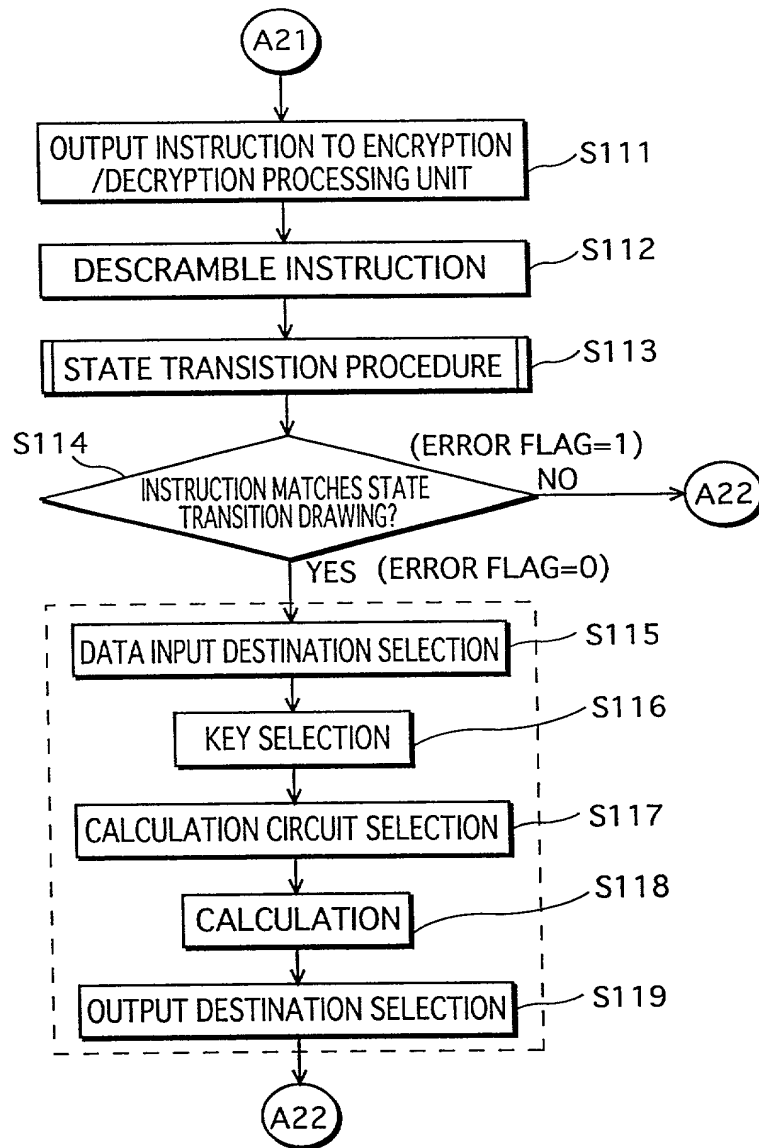 A21
OUTPUT INSTRUCTION TO ENCRYPTION
/DECRYPTION PROCESSING UNIT
S111
DESCRAMBLE INSTRUCTION
S112
STATE TRANSISTION PROCEDURE
S113
S114
(ERROR FLAG=1)
INSTRUCTION MATCHES STATE
TRANSITION DRAWING?
NO
A22
YES (ERROR FLAG=0)
DATA INPUT DESTINATION SELECTION
S115
KEY SELECTION
S116
CALCULATION CIRCUIT SELECTION
S117
CALCULATION
S118
OUTPUT DESTINATION SELECTION
S119
A22